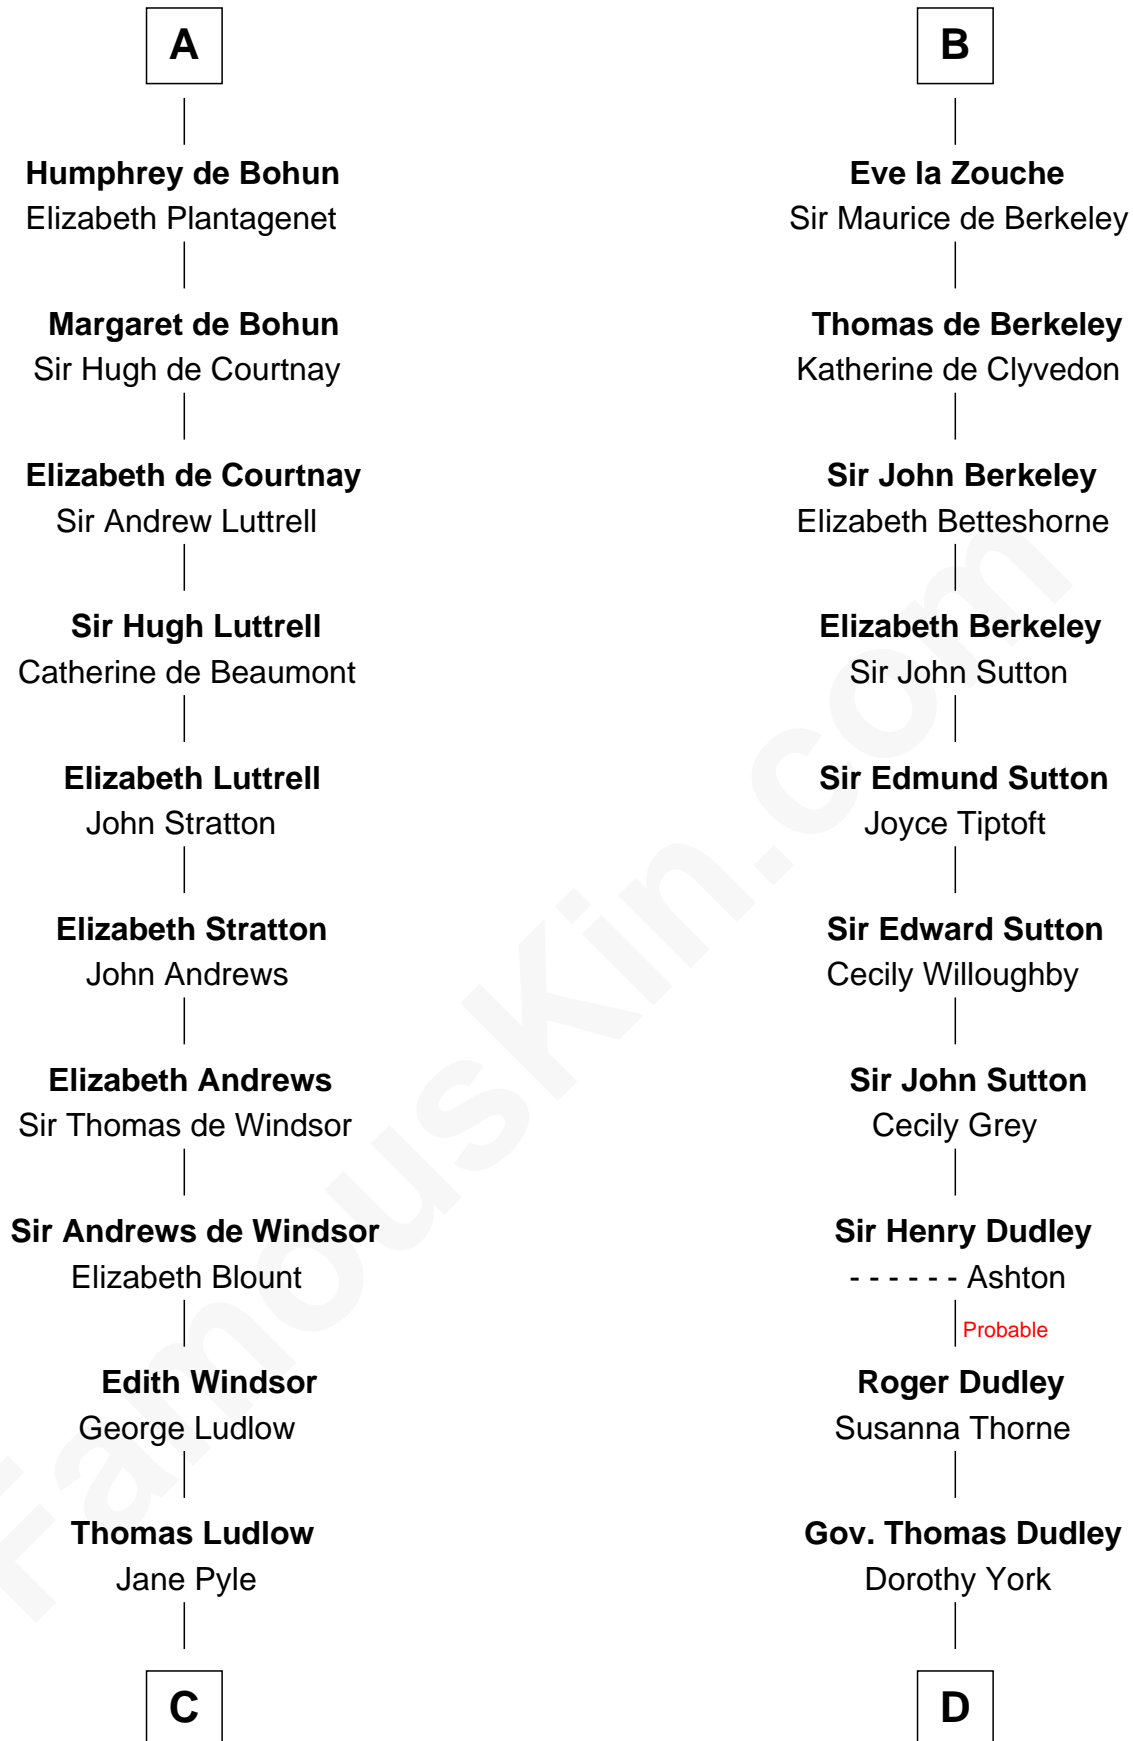 A
Humphrey de Bohun
Elizabeth Plantagenet
Margaret de Bohun
Sir Hugh de Courtnay
Elizabeth de Courtnay
Sir Andrew Luttrell
Sir Hugh Luttrell
Catherine de Beaumont
Elizabeth Luttrell
John Stratton
Elizabeth Stratton
John Andrews
Elizabeth Andrews
Sir Thomas de Windsor
Sir Andrews de Windsor
Elizabeth Blount
Edith Windsor
George Ludlow
Thomas Ludlow
Jane Pyle
C
B
Eve la Zouche
Sir Maurice de Berkeley
Thomas de Berkeley
Katherine de Clyvedon
Sir John Berkeley
Elizabeth Betteshorne
Elizabeth Berkeley
Sir John Sutton
Sir Edmund Sutton
Joyce Tiptoft
Sir Edward Sutton
Cecily Willoughby
Sir John Sutton
Cecily Grey
Sir Henry Dudley
- - - - - - Ashton
Probable
Roger Dudley
Susanna Thorne
Gov. Thomas Dudley
Dorothy York
D
FamousKin.com